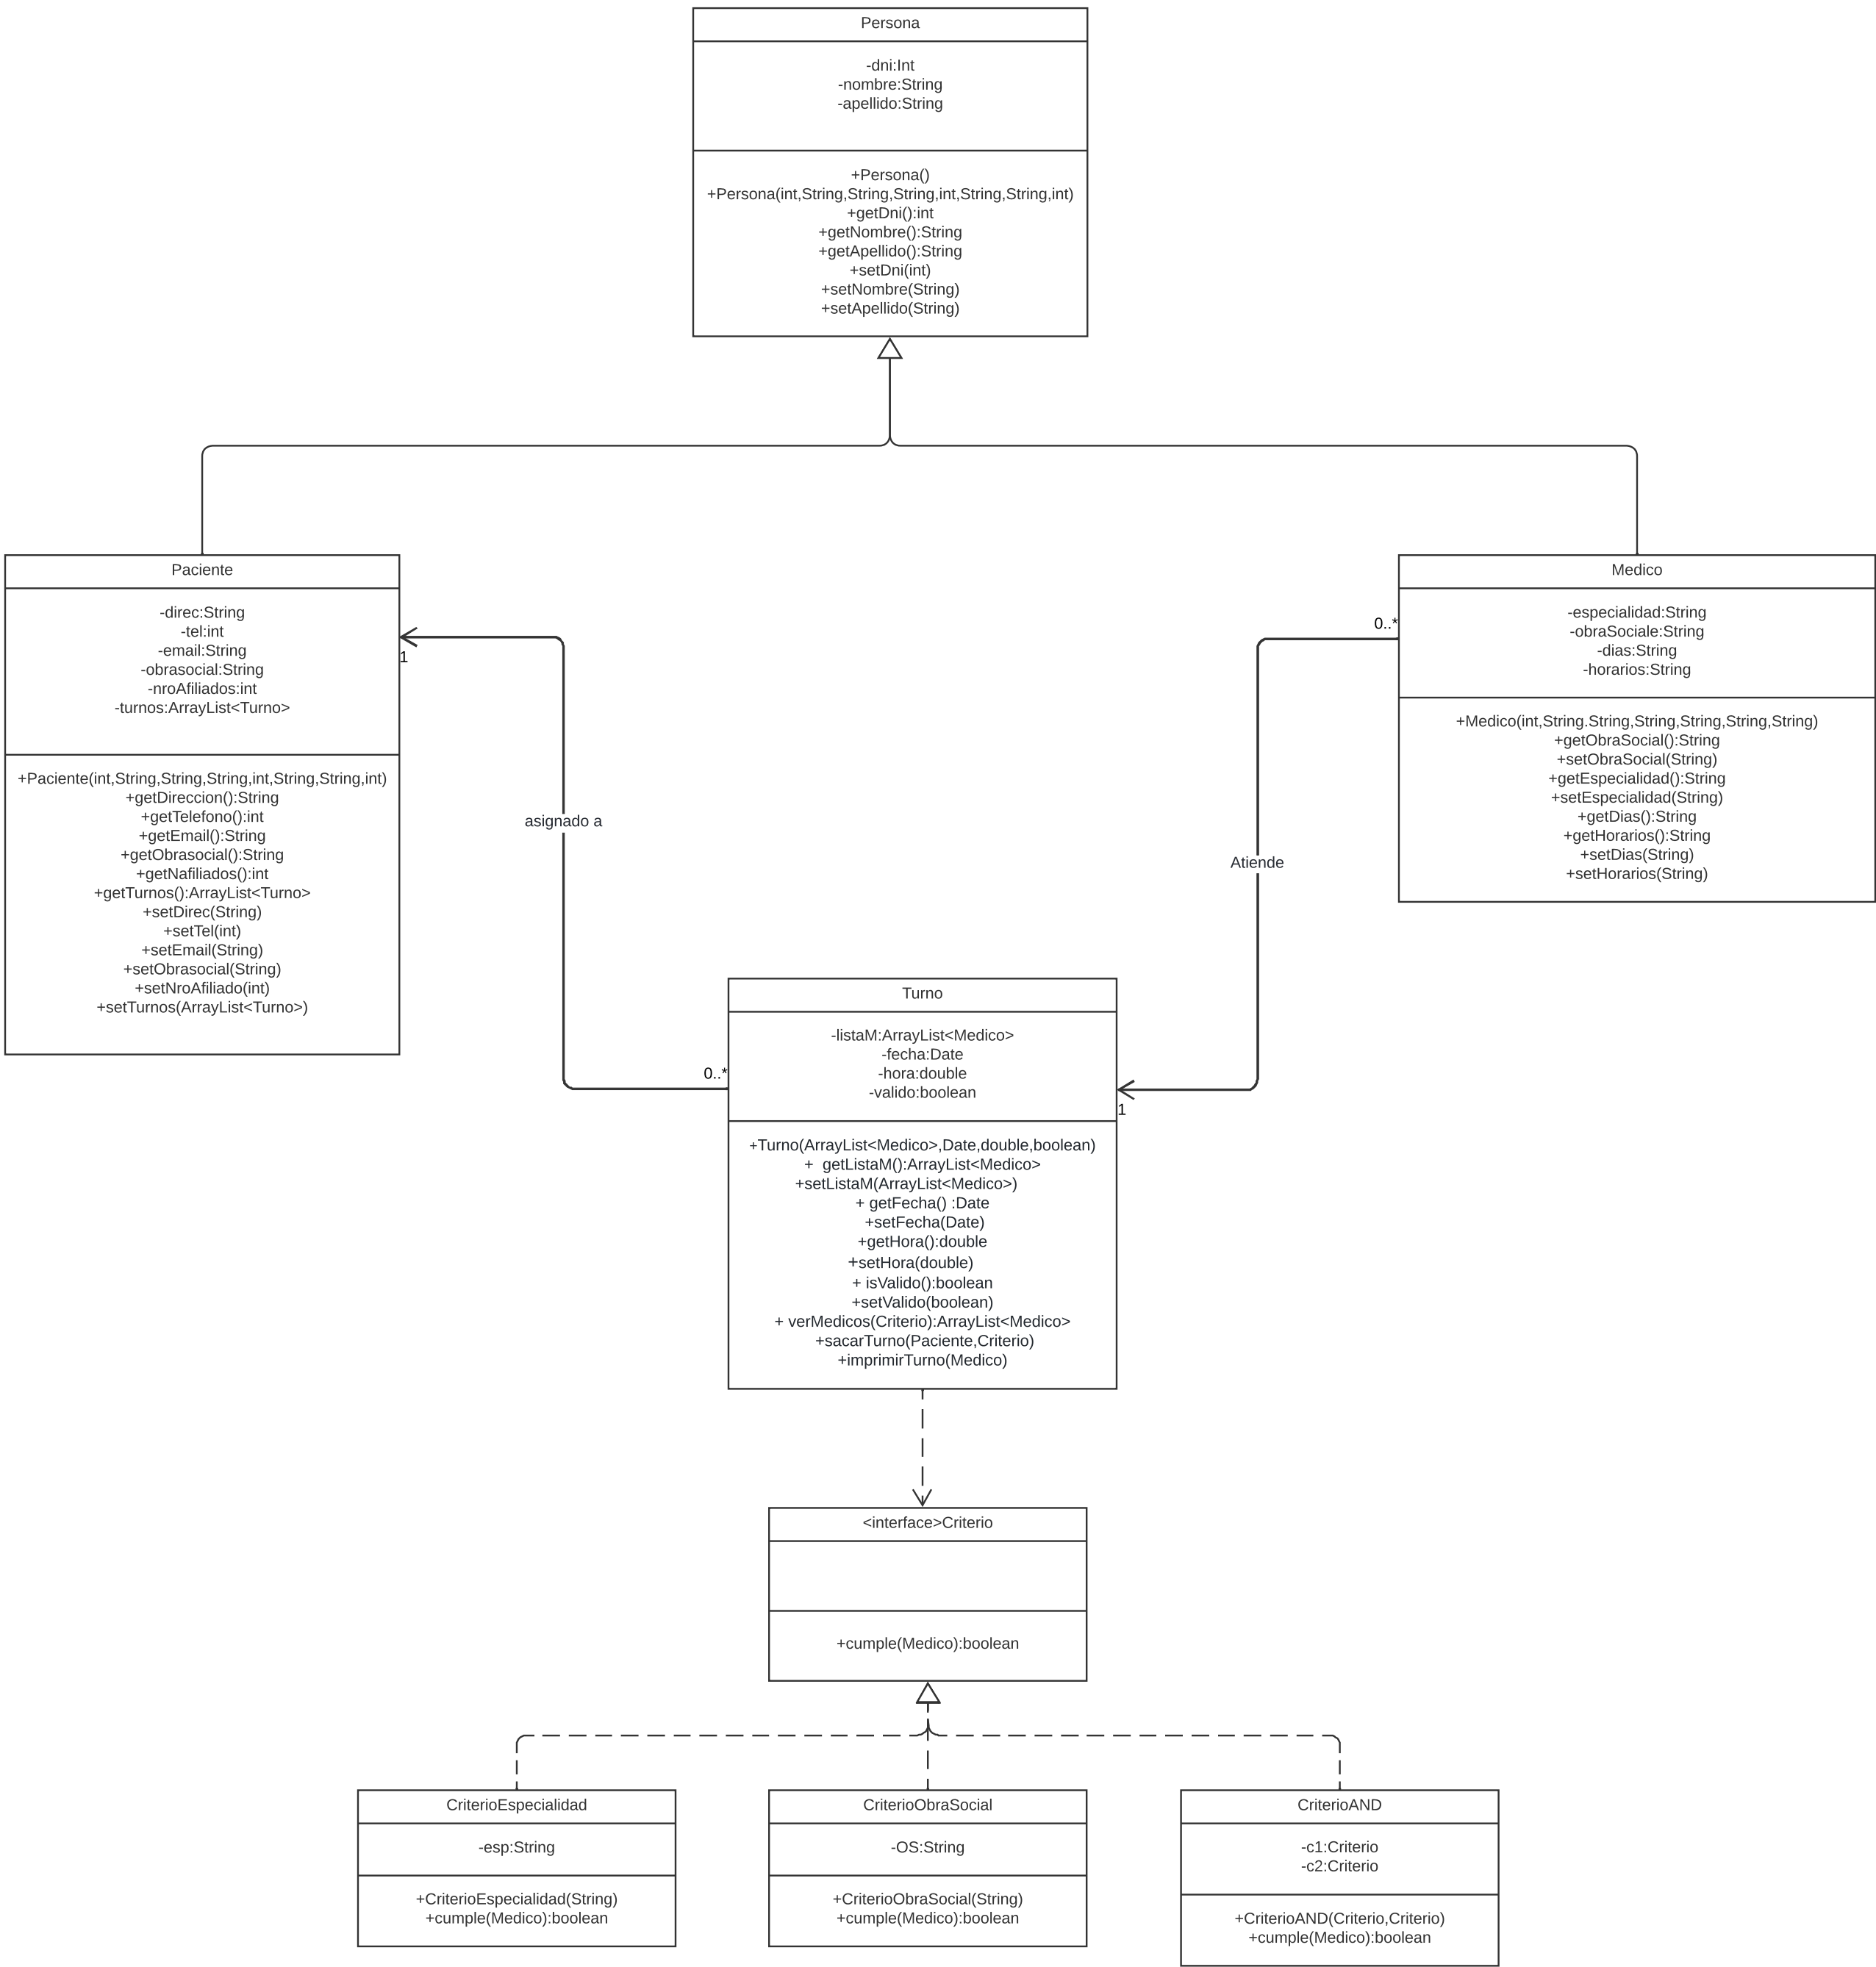 Persona
-dni:Int
-nombre:String
-apellido:String
+Persona()
+Persona(int,String,String,String,int,String,String,int)
+getDni():int
+getNombre():String
+getApellido():String
+setDni(int)
+setNombre(String)
+setApellido(String)
Paciente
-direc:String
-tel:int
-email:String
-obrasocial:String
-nroAfiliados:int
-turnos:ArrayList<Turno>
+Paciente(int,String,String,String,int,String,String,int)
+getDireccion():String
+getTelefono():int
+getEmail():String
+getObrasocial():String
+getNafiliados():int
+getTurnos():ArrayList<Turno>
+setDirec(String)
+setTel(int)
+setEmail(String)
+setObrasocial(String)
+setNroAfiliado(int)
+setTurnos(ArrayList<Turno>)
1
asignado a
0..*
Medico
-especialidad:String
-obraSociale:String
-dias:String
-horarios:String
+Medico(int,String.String,String,String,String,String)
+getObraSocial():String
+setObraSocial(String)
+getEspecialidad():String
+setEspecialidad(String)
+getDias():String
+getHorarios():String
+setDias(String)
+setHorarios(String)
0..*
Atiende
1
Turno
-listaM:ArrayList<Medico>
-fecha:Date
-hora:double
-valido:boolean
+Turno(ArrayList<Medico>,Date,double,boolean)
+  getListaM():ArrayList<Medico>
+setListaM(ArrayList<Medico>)
+ getFecha() :Date
+setFecha(Date)
+getHora():double
+setHora(double)
+ isValido():boolean
+setValido(boolean)
+ verMedicos(Criterio):ArrayList<Medico>
+sacarTurno(Paciente,Criterio)
+imprimirTurno(Medico)
<interface>Criterio
+cumple(Medico):boolean
CriterioEspecialidad
-esp:String
+CriterioEspecialidad(String)
+cumple(Medico):boolean
CriterioObraSocial
-OS:String
+CriterioObraSocial(String)
+cumple(Medico):boolean
CriterioAND
-c1:Criterio
-c2:Criterio
+CriterioAND(Criterio,Criterio)
+cumple(Medico):boolean